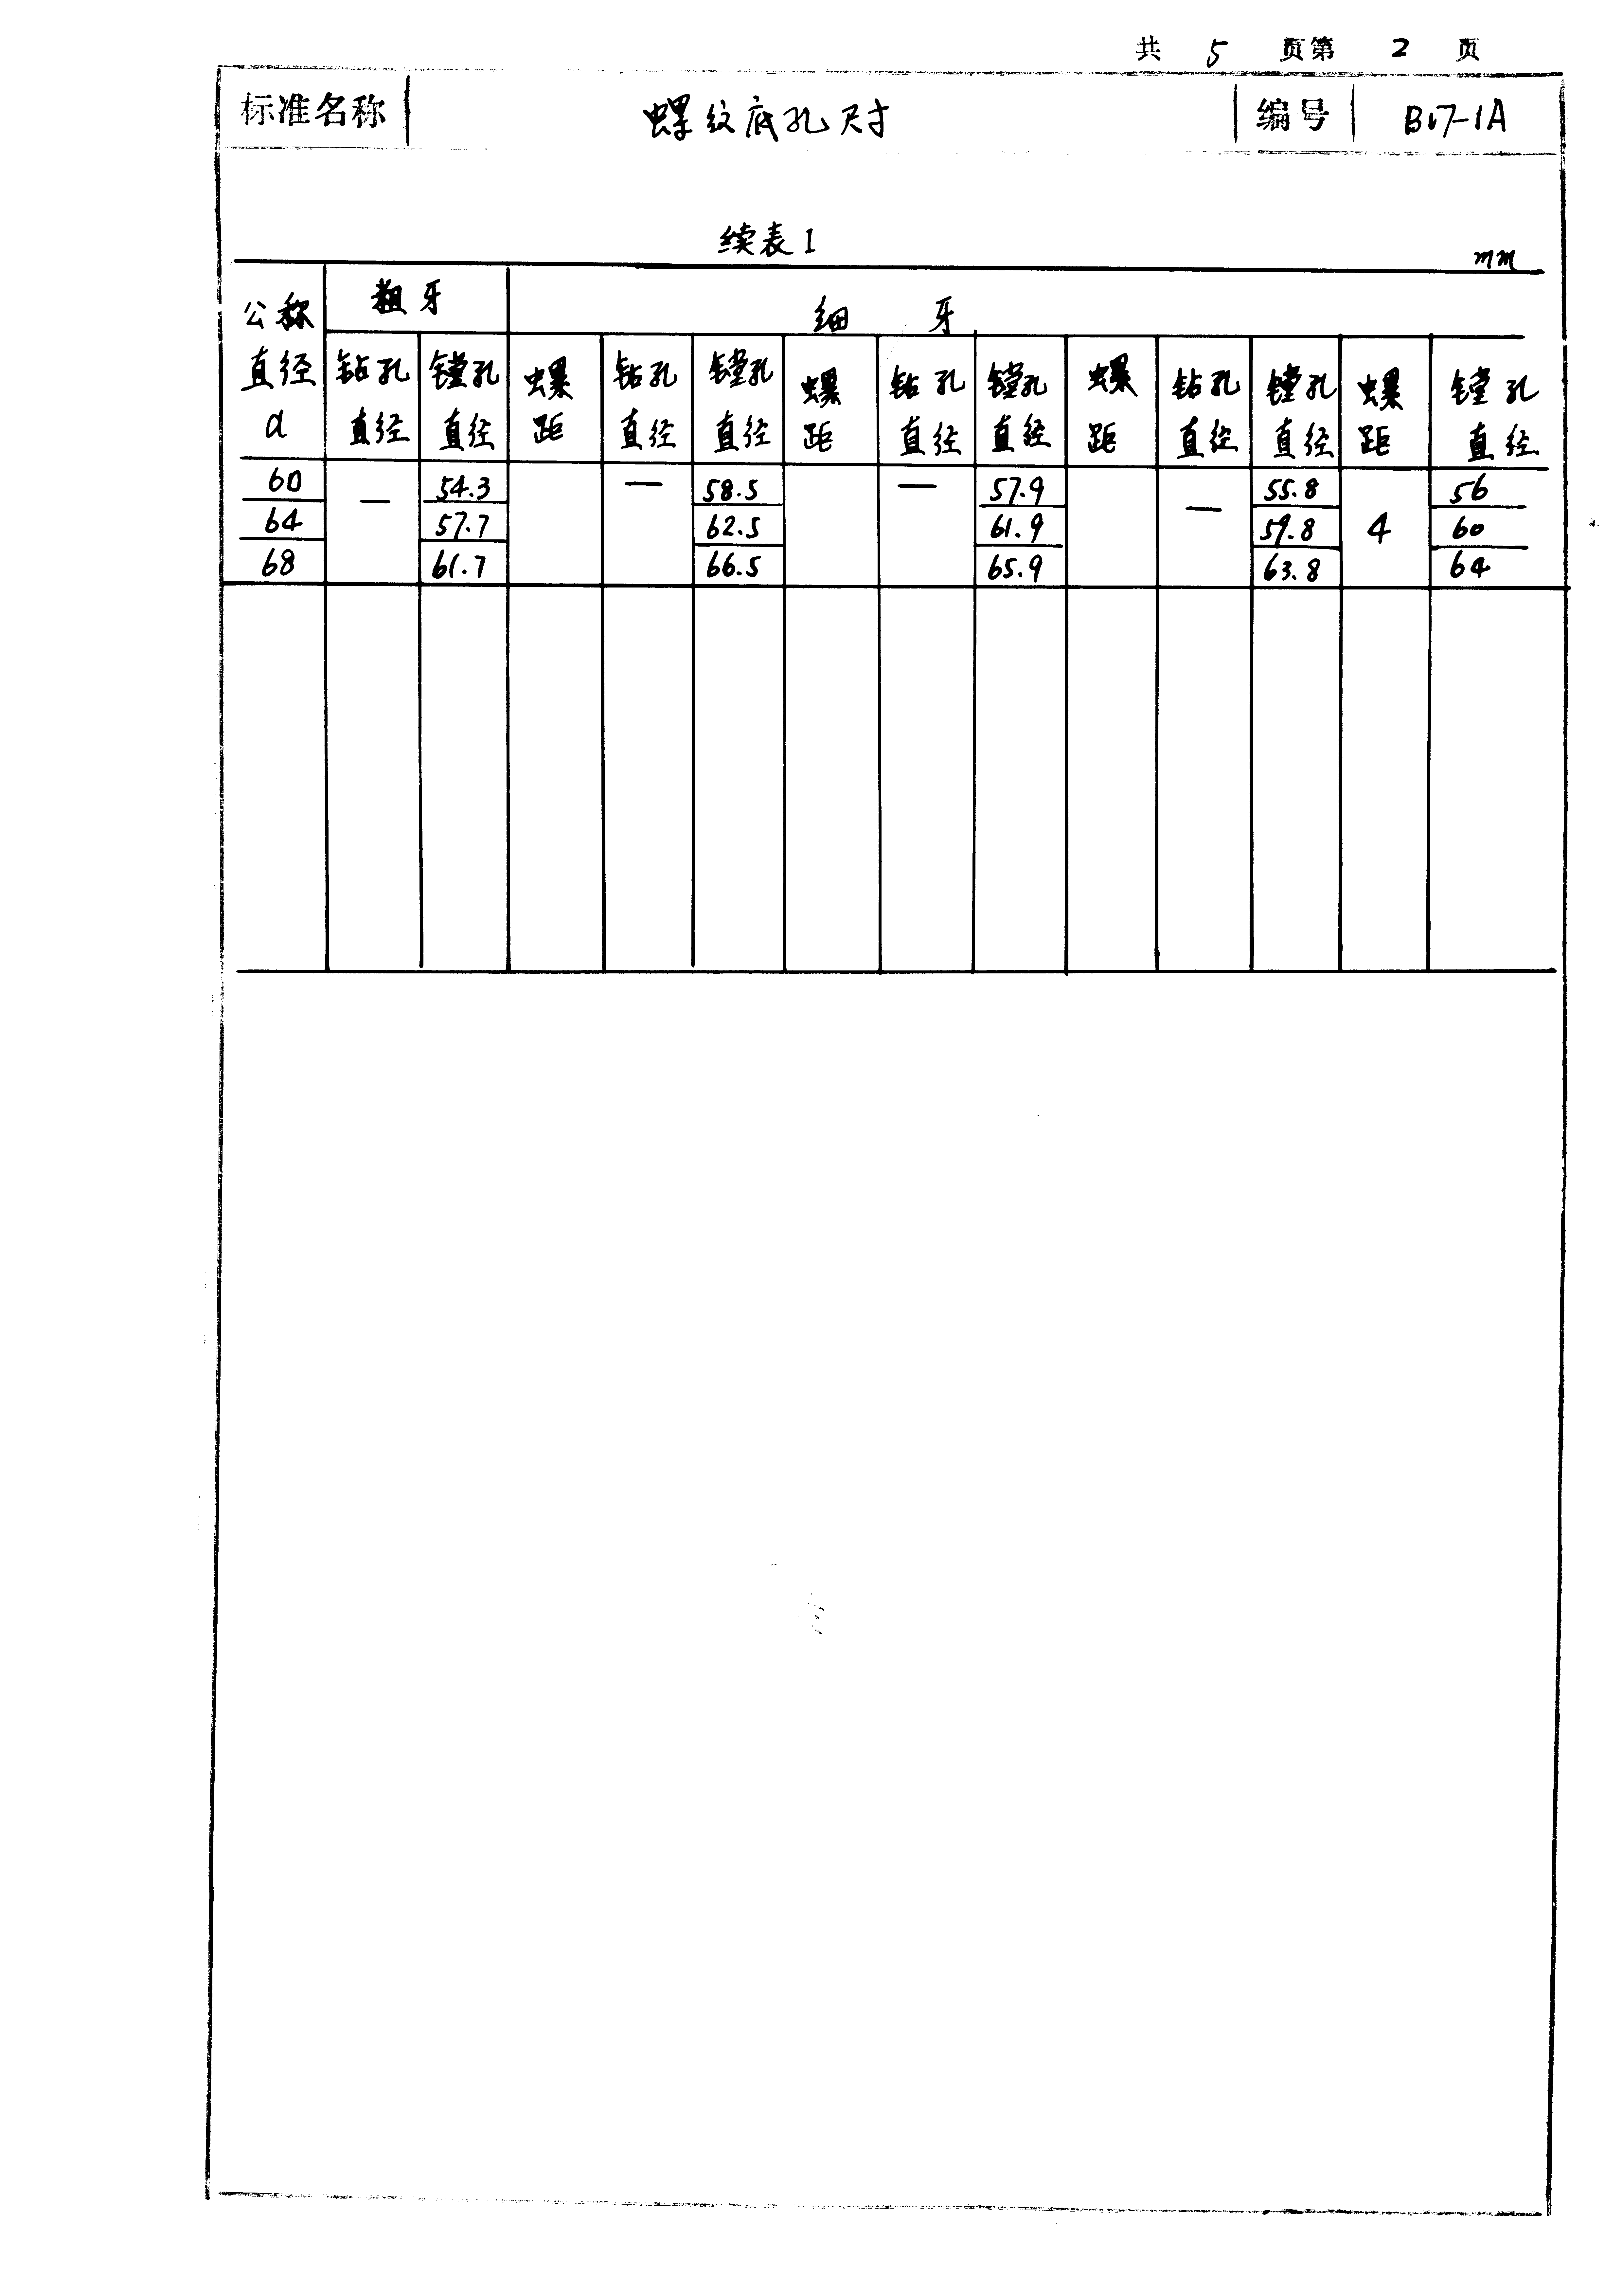 共 5 页第 2 页
标准名称 螺纹底孔尺寸 编号 B17-1A
续表1
mm
公称直径d 粗牙 细牙
钻孔直径 镗孔直径 螺距 钻孔直径 镗孔直径 螺距 钻孔直径 镗孔直径 螺距 钻孔直径 镗孔直径 螺距 镗孔直径
60 — 54.3 — 58.5 — 57.9 — 55.8 4 56
64 57.7 62.5 61.9 59.8 60
68 61.7 66.5 65.9 63.8 64